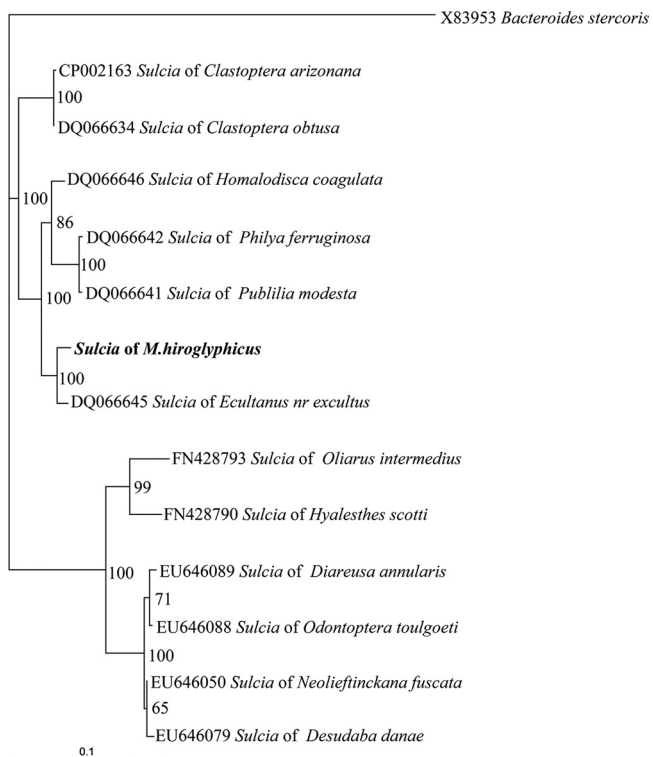 X83953 Bacteroides stercoris
CP002163 Sulcia of Clastoptera arizonana
100
DQ066634 Sulcia of Clastoptera obtusa
DQ066646 Sulcia of Homalodisca coagulata
100
86
DQ066642 Sulcia of Philya ferruginosa
100
DQ066641 Sulcia of Publilia modesta
100
Sulcia of M.hiroglyphicus
100
DQ066645 Sulcia of Ecultanus nr excultus
FN428793 Sulcia of Oliarus intermedius
99
FN428790 Sulcia of Hyalesthes scotti
100
EU646089 Sulcia of Diareusa annularis
71
EU646088 Sulcia of Odontoptera toulgoeti
100
EU646050 Sulcia of Neolieftinckana fuscata
65
EU646079 Sulcia of Desudaba danae
0.1